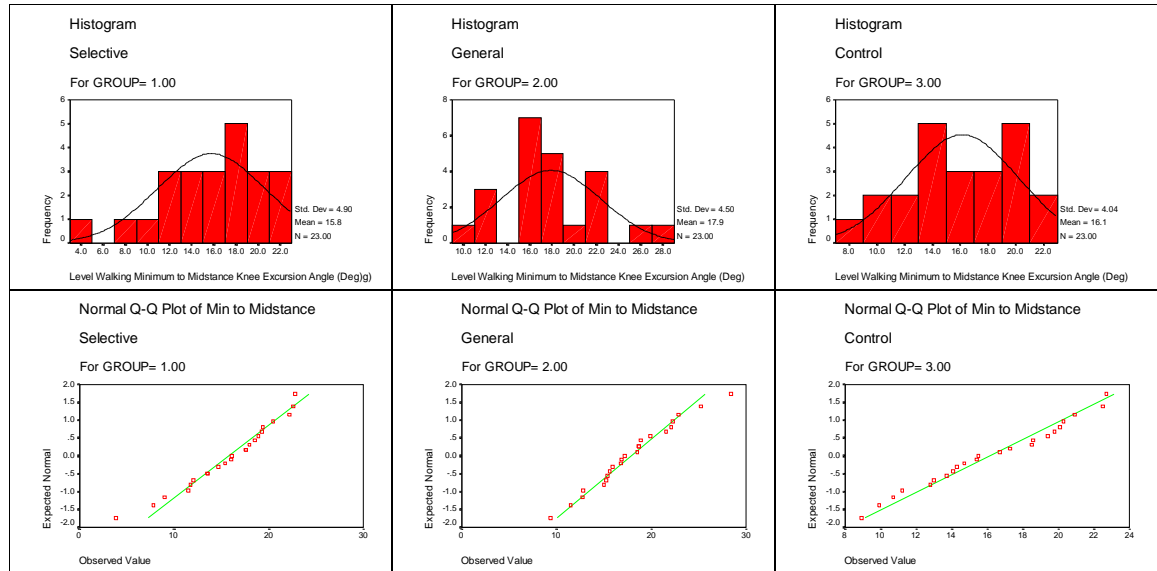 Histogram
Selective
For GROUP= 1.00
6
5
4
3
2
1
0
Frequency
4.0 6.0 8.0 10.0 12.0 14.0 16.0 18.0 20.0 22.0
Std. Dev = 4.90
Mean = 15.8
N = 23.00
Level Walking Minimum to Midstance Knee Excursion Angle (Deg)g)
Histogram
General
For GROUP= 2.00
8
6
4
2
0
Frequency
10.0 12.0 14.0 16.0 18.0 20.0 22.0 24.0 26.0 28.0
Std. Dev = 4.50
Mean = 17.9
N = 23.00
Level Walking Minimum to Midstance Knee Excursion Angle (Deg)
Histogram
Control
For GROUP= 3.00
6
5
4
3
2
1
0
Frequency
8.0 10.0 12.0 14.0 16.0 18.0 20.0 22.0
Std. Dev = 4.04
Mean = 16.1
N = 23.00
Level Walking Minimum to Midstance Knee Excursion Angle (Deg)
Normal Q-Q Plot of Min to Midstance
Selective
For GROUP= 1.00
2.0
1.5
1.0
.5
0.0
-.5
-1.0
-1.5
-2.0
Expected Normal
0 10 20 30
Observed Value
Normal Q-Q Plot of Min to Midstance
General
For GROUP= 2.00
2.0
1.5
1.0
.5
0.0
-.5
-1.0
-1.5
-2.0
Expected Normal
0 10 20 30
Observed Value
Normal Q-Q Plot of Min to Midstance
Control
For GROUP= 3.00
2.0
1.5
1.0
.5
0.0
-.5
-1.0
-1.5
-2.0
Expected Normal
8 10 12 14 16 18 20 22 24
Observed Value